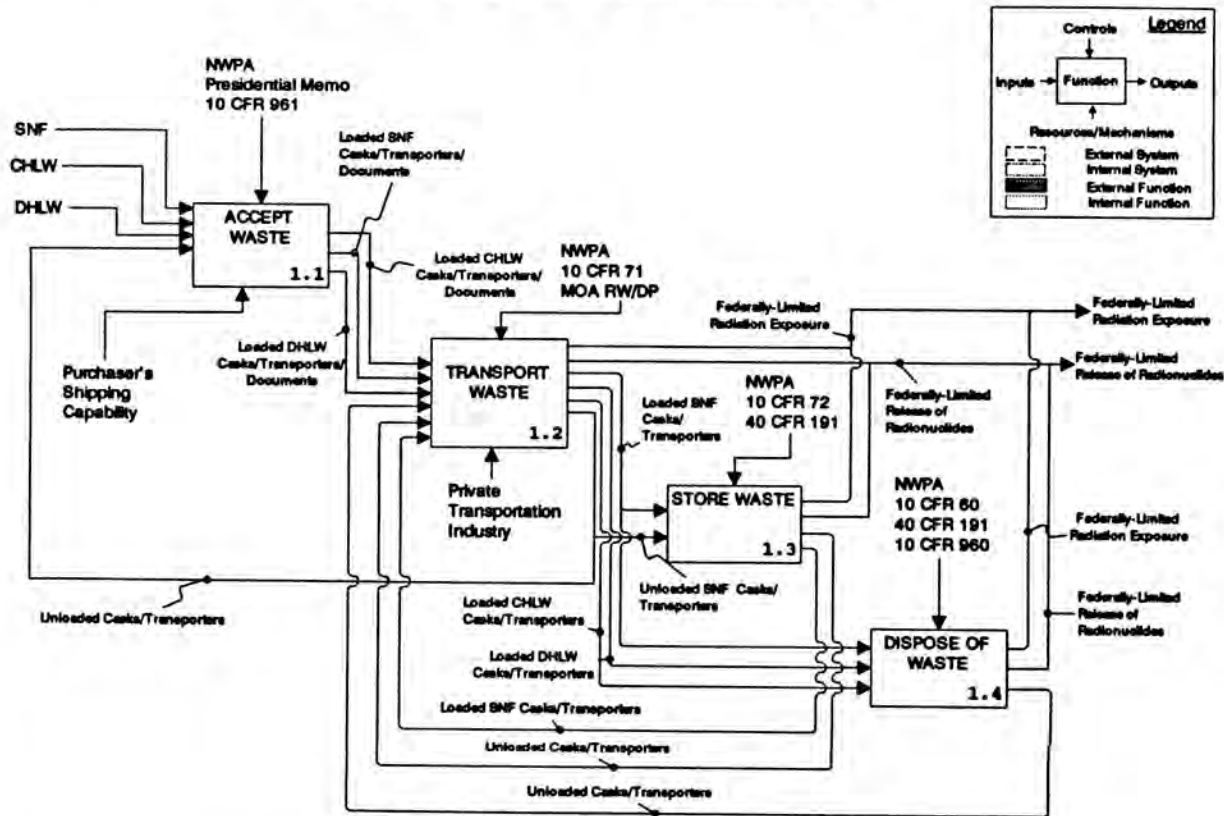 Legend
Controls
Inputs
Function
Outputs
Resources/Mechanisms
External System
Internal System
External Function
Internal Function
NWPA
Presidential Memo
10 CFR 961
SNF
CHLW
DHLW
ACCEPT
WASTE
1.1
Purchaser's
Shipping
Capability
Loaded SNF
Casks/Transporters/
Documents
Loaded CHLW
Casks/Transporters/
Documents
Loaded DHLW
Casks/Transporters/
Documents
NWPA
10 CFR 71
MOA RW/DP
TRANSPORT
WASTE
1.2
Private
Transportation
Industry
Federally-Limited
Radiation Exposure
Federally-Limited
Radiation Exposure
Federally-Limited
Release of Radionuclides
Federally-Limited
Release of
Radionuclides
Loaded SNF
Casks/
Transporters
NWPA
10 CFR 72
40 CFR 191
STORE WASTE
1.3
NWPA
10 CFR 60
40 CFR 191
10 CFR 960
DISPOSE OF
WASTE
1.4
Federally-Limited
Radiation Exposure
Federally-Limited
Release of
Radionuclides
Unloaded Casks/Transporters
Unloaded SNF Casks/
Transporters
Loaded CHLW
Casks/Transporters
Loaded DHLW
Casks/Transporters
Loaded SNF Casks/Transporters
Unloaded Casks/Transporters
Unloaded Casks/Transporters